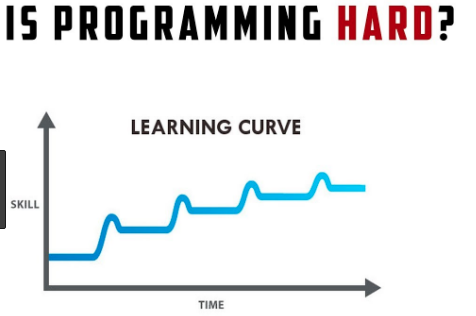 IS PROGRAMMING HARD?
LEARNING CURVE
SKILL
TIME